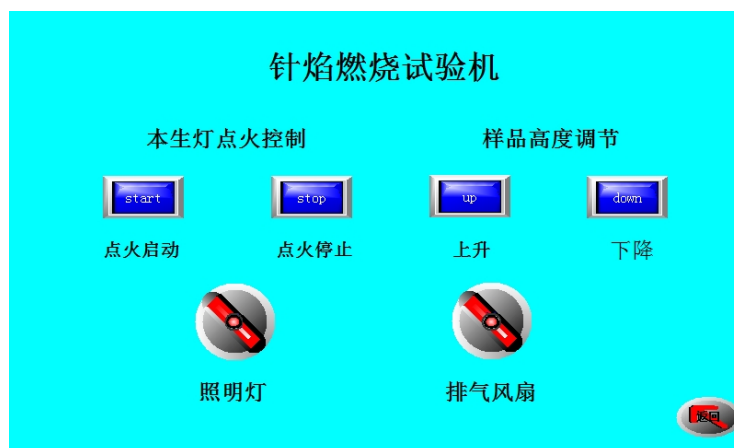 针焰燃烧试验机
本生灯点火控制 样品高度调节
start stop up down
点火启动 点火停止 上升 下降
照明灯 排气风扇
返回